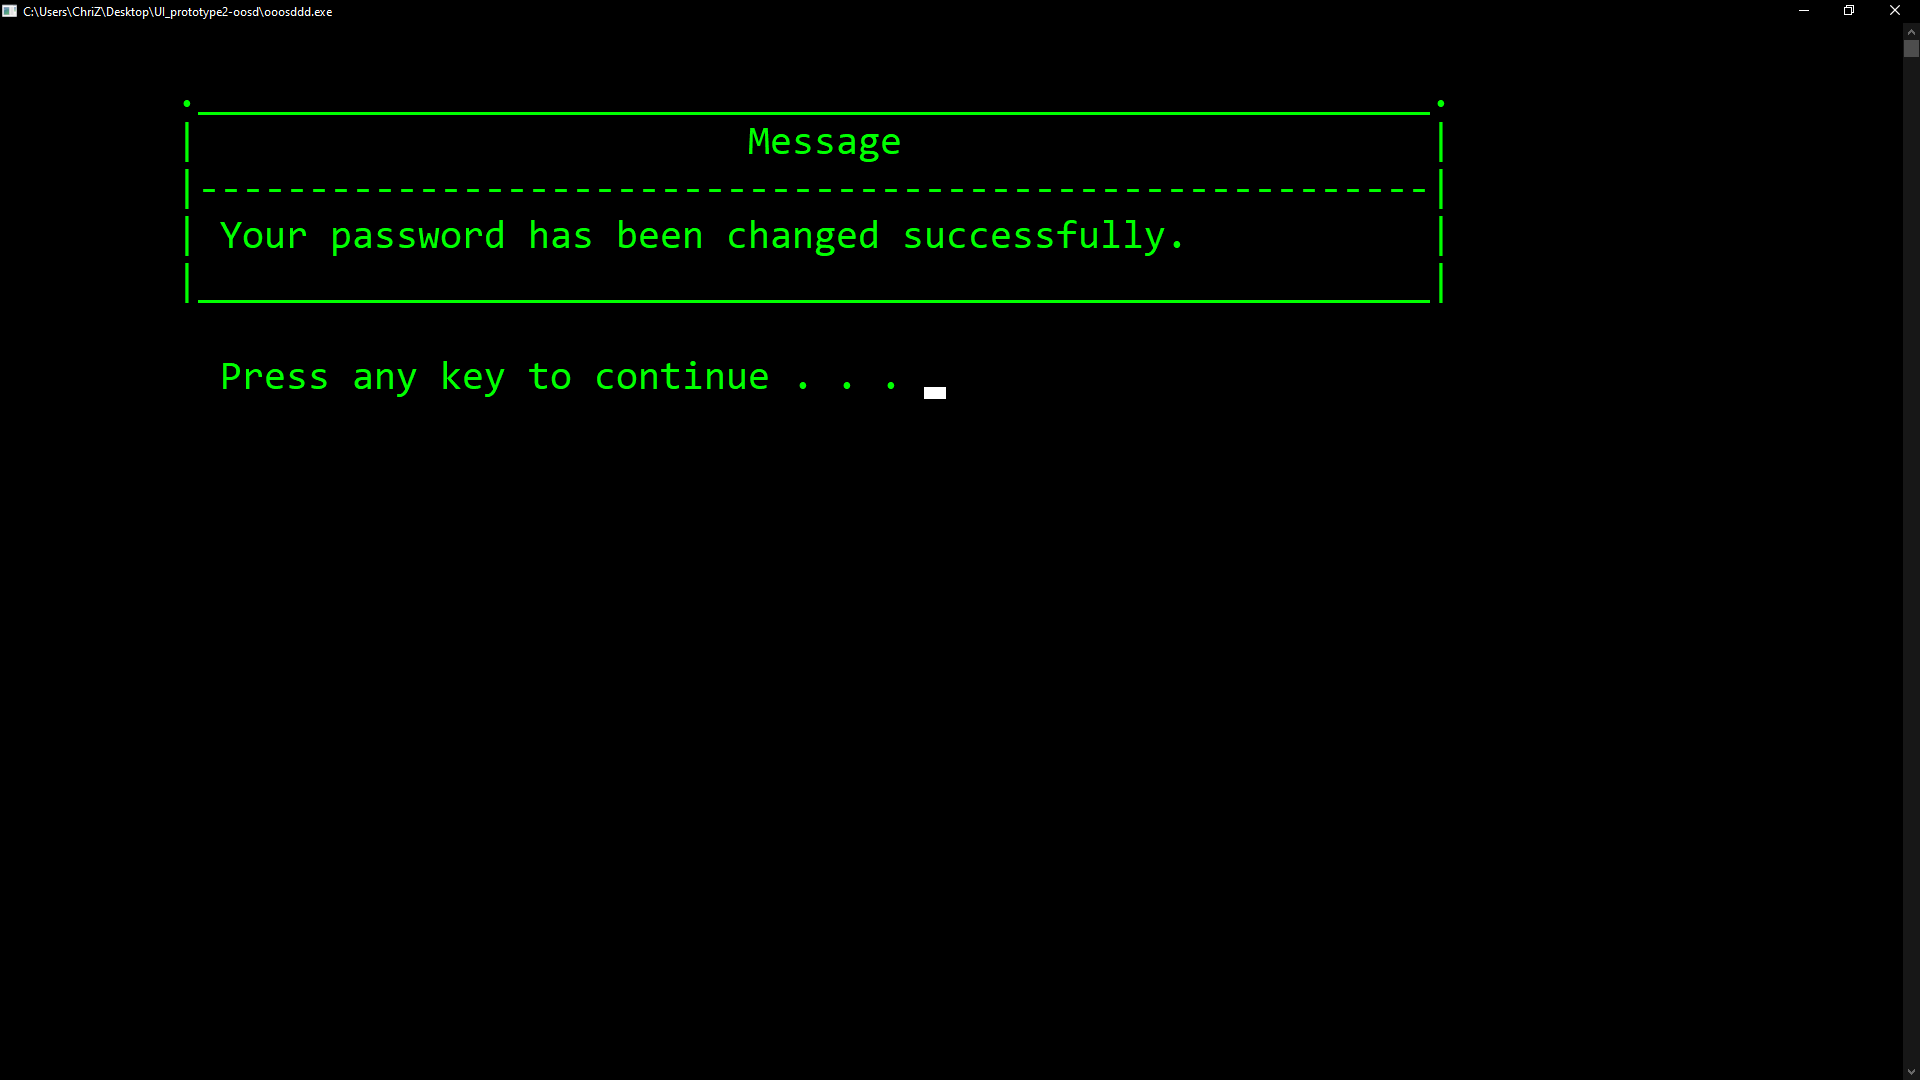 C:\Users\ChriZ\Desktop\UI_prototype2-oosd\ooosddd.exe
Message
Your password has been changed successfully.
Press any key to continue . . .